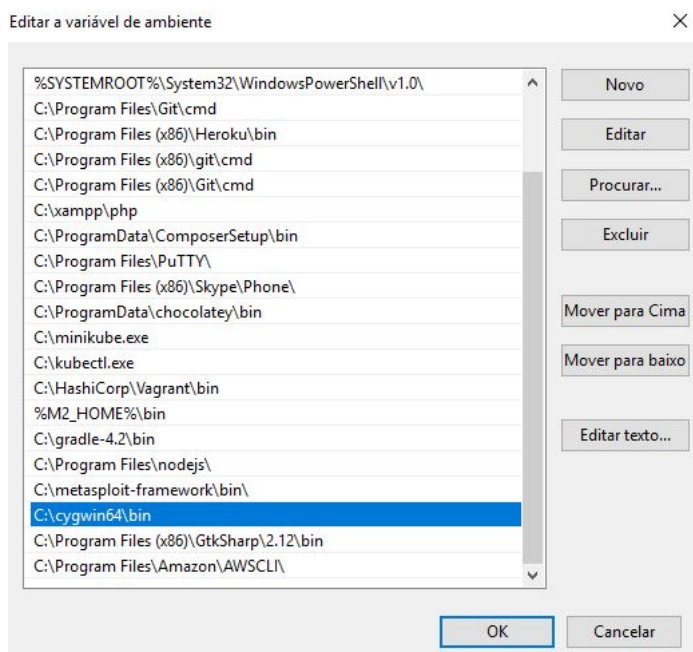 Editar a variável de ambiente
%SYSTEMROOT%\System32\WindowsPowerShell\v1.0\
C:\Program Files\Git\cmd
C:\Program Files (x86)\Heroku\bin
C:\Program Files (x86)\git\cmd
C:\Program Files (x86)\Git\cmd
C:\xampp\php
C:\ProgramData\ComposerSetup\bin
C:\Program Files\PuTTY\
C:\Program Files (x86)\Skype\Phone\
C:\ProgramData\chocolatey\bin
C:\minikube.exe
C:\kubectl.exe
C:\HashiCorp\Vagrant\bin
%M2_HOME%\bin
C:\gradle-4.2\bin
C:\Program Files\nodejs\
C:\metasploit-framework\bin\
C:\cygwin64\bin
C:\Program Files (x86)\GtkSharp\2.12\bin
C:\Program Files\Amazon\AWSCLI\
Novo
Editar
Procurar...
Excluir
Mover para Cima
Mover para baixo
Editar texto...
OK
Cancelar